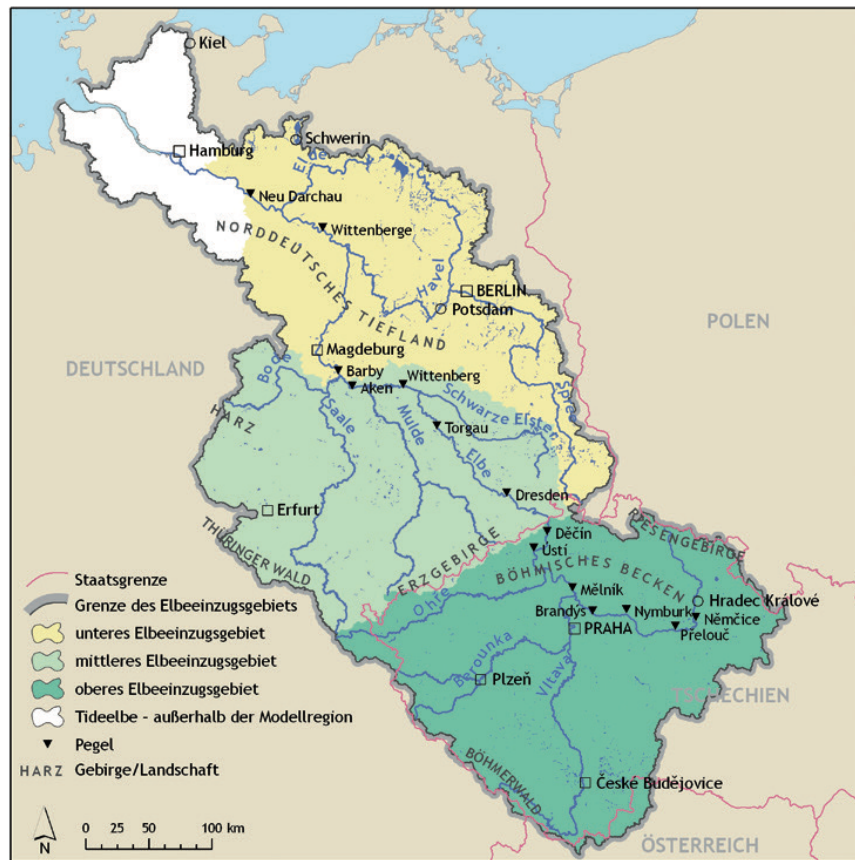 Kiel
Schwerin
Hamburg
Elde
Neu Darchau
Wittenberge
NORDDEUTSCHES TIEFLAND
Havel
BERLIN
Potsdam
POLEN
DEUTSCHLAND
Magdeburg
Barby
Wittenberg
Aken
Bode
Spree
Schwarze Elster
HARZ
Saale
Mulde
Torgau
Elbe
Dresden
Erfurt
THÜRINGER WALD
ERZGEBIRGE
RIESENGEBIRGE
Děčín
Ústí
BÖHMISCHES BECKEN
Ohře
Mělník
Hradec Králové
Brandýs
Nymburk
Němčice
PRAHA
Přelouč
Berounka
Vltava
Plzeň
TSCHECHIEN
BÖHMERWALD
České Budějovice
ÖSTERREICH
Staatsgrenze
Grenze des Elbeeinzugsgebiets
unteres Elbeeinzugsgebiet
mittleres Elbeeinzugsgebiet
oberes Elbeeinzugsgebiet
Tideelbe - außerhalb der Modellregion
Pegel
HARZ Gebirge/Landschaft
N
0 25 50 100 km